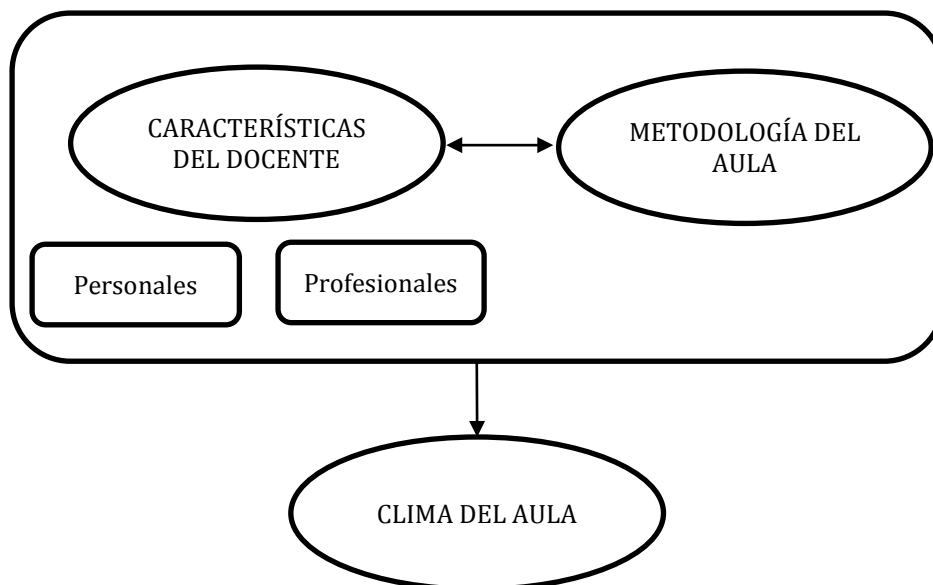 CARACTERÍSTICAS
DEL DOCENTE
METODOLOGÍA DEL
AULA
Personales
Profesionales
CLIMA DEL AULA